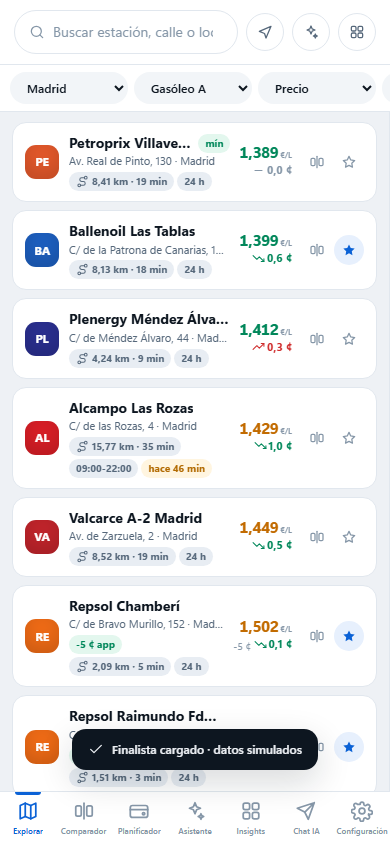 Buscar estación, calle o loc
Madrid
Gasóleo A
Precio
PE
Petroprix Villave...
mín
Av. Real de Pinto, 130 · Madrid
8,41 km · 19 min
24 h
1,389 €/L
— 0,0 ¢
BA
Ballenoil Las Tablas
C/ de la Patrona de Canarias, 1...
8,13 km · 18 min
24 h
1,399 €/L
0,6 ¢
PL
Plenergy Méndez Álva...
C/ de Méndez Álvaro, 44 · Mad...
4,24 km · 9 min
24 h
1,412 €/L
0,3 ¢
AL
Alcampo Las Rozas
C/ de las Rozas, 4 · Madrid
15,77 km · 35 min
09:00-22:00
hace 46 min
1,429 €/L
1,0 ¢
VA
Valcarce A-2 Madrid
Av. de Zarzuela, 2 · Madrid
8,52 km · 19 min
24 h
1,449 €/L
0,5 ¢
RE
Repsol Chamberí
C/ de Bravo Murillo, 152 · Mad...
-5 ¢ app
2,09 km · 5 min
24 h
1,502 €/L
-5 ¢ 0,1 ¢
RE
Repsol Raimundo Fd...
1,51 km · 3 min
24 h
Finalista cargado · datos simulados
Explorar
Comparador
Planificador
Asistente
Insights
Chat IA
Configuración